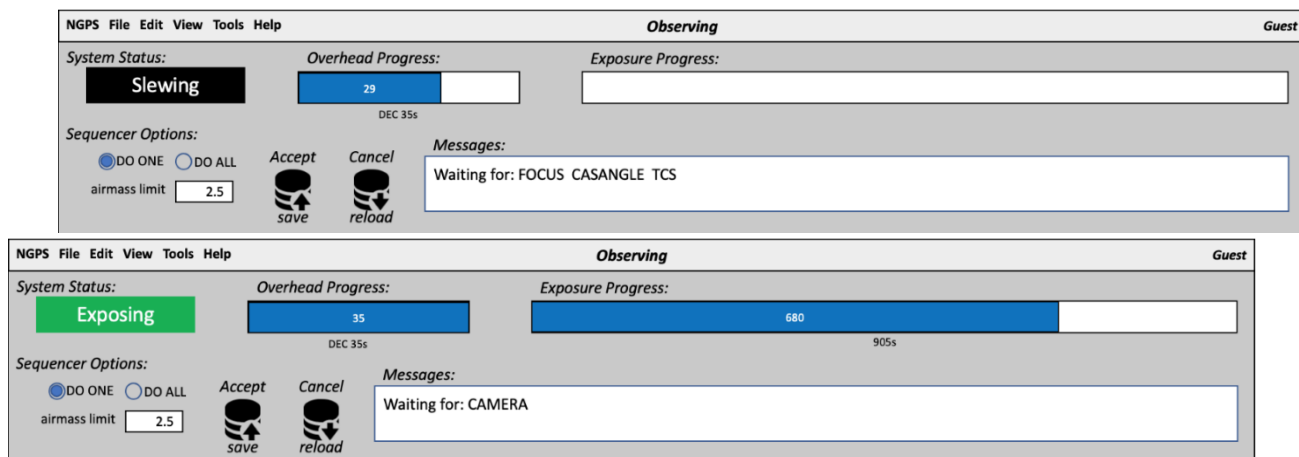 NGPS File Edit View Tools Help Observing Guest
System Status: Overhead Progress: Exposure Progress:
Slewing 29
DEC 35s
Sequencer Options:
DO ONE DO ALL Accept Cancel Messages:
airmass limit 2.5 Waiting for: FOCUS CASANGLE TCS
save reload
NGPS File Edit View Tools Help Observing Guest
System Status: Overhead Progress: Exposure Progress:
Exposing 35 680
DEC 35s 905s
Sequencer Options:
DO ONE DO ALL Accept Cancel Messages:
airmass limit 2.5 Waiting for: CAMERA
save reload